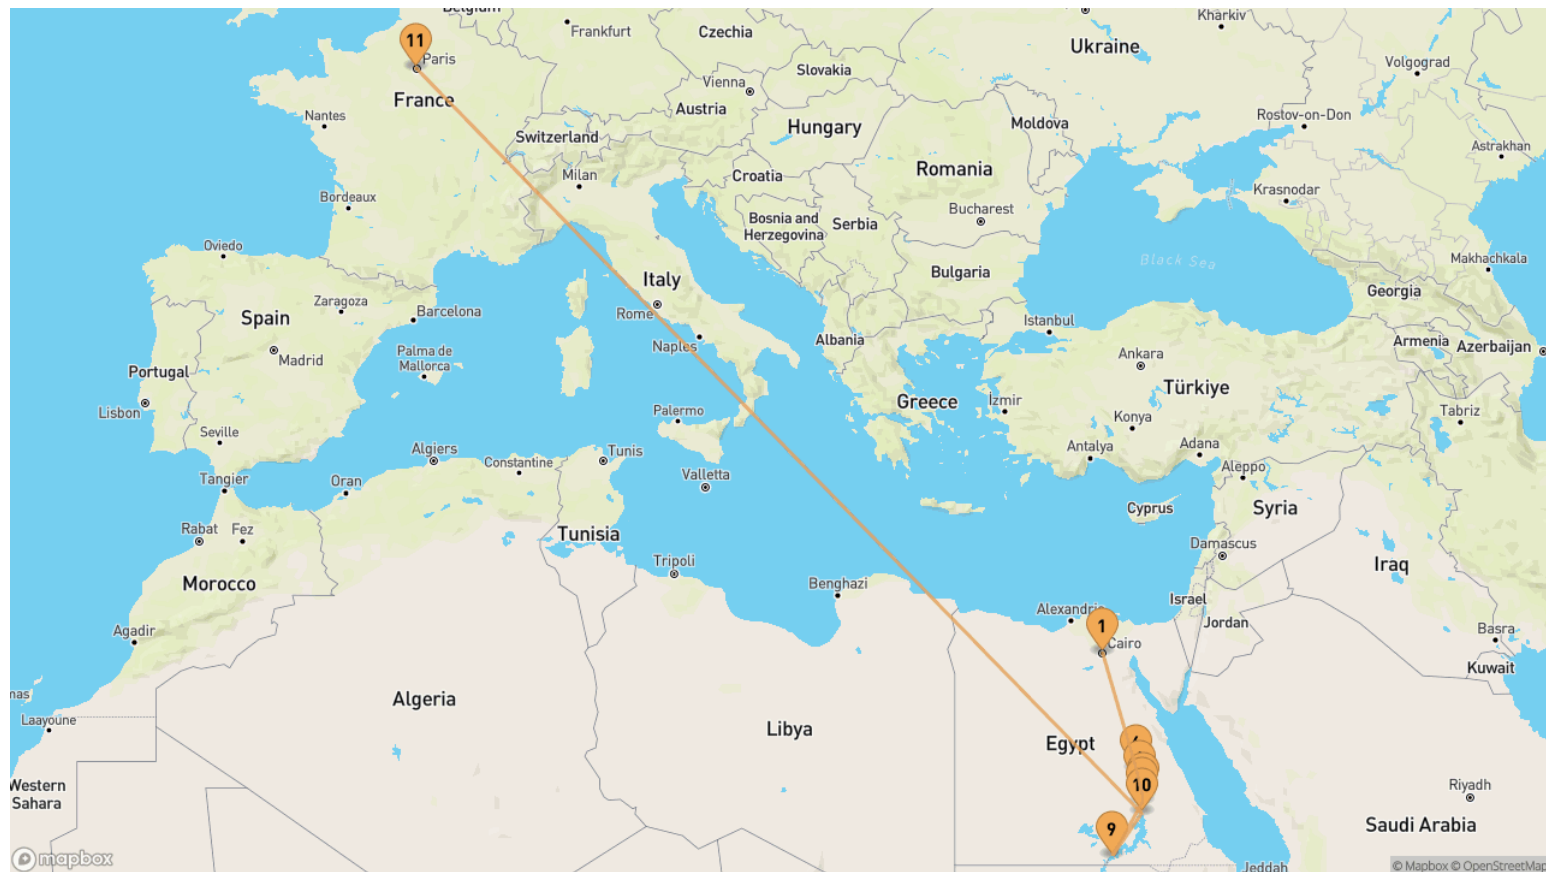 Belgium
Kharkiv
11
Frankfurt
Czechia
Ukraine
Paris
Slovakia
Volgograd
Vienna
France
Austria
Nantes
Hungary
Moldova
Rostov-on-Don
Switzerland
Astrakhan
Milan
Croatia
Romania
Krasnodar
Bordeaux
Bucharest
Bosnia and
Herzegovina
Serbia
Oviedo
Black Sea
Makhachkala
Bulgaria
Italy
Georgia
Zaragoza
Barcelona
Rome
Spain
Istanbul
Albania
Armenia
Azerbaijan
Naples
Madrid
Palma de
Mallorca
Ankara
Portugal
Türkiye
Greece
İzmir
Lisbon
Palermo
Konya
Tabriz
Seville
Algiers
Constantine
Tunis
Antalya
Adana
Aleppo
Tangier
Oran
Valletta
Cyprus
Syria
Rabat
Fez
Tunisia
Damascus
Tripoli
Iraq
Morocco
Benghazi
Israel
Alexandria
Jordan
1
Agadir
Cairo
Basra
Kuwait
mas
Algeria
Laayoune
Libya
Egypt
Western
Sahara
10
Riyadh
9
Saudi Arabia
mapbox
Jeddah
© Mapbox © OpenStreetMap